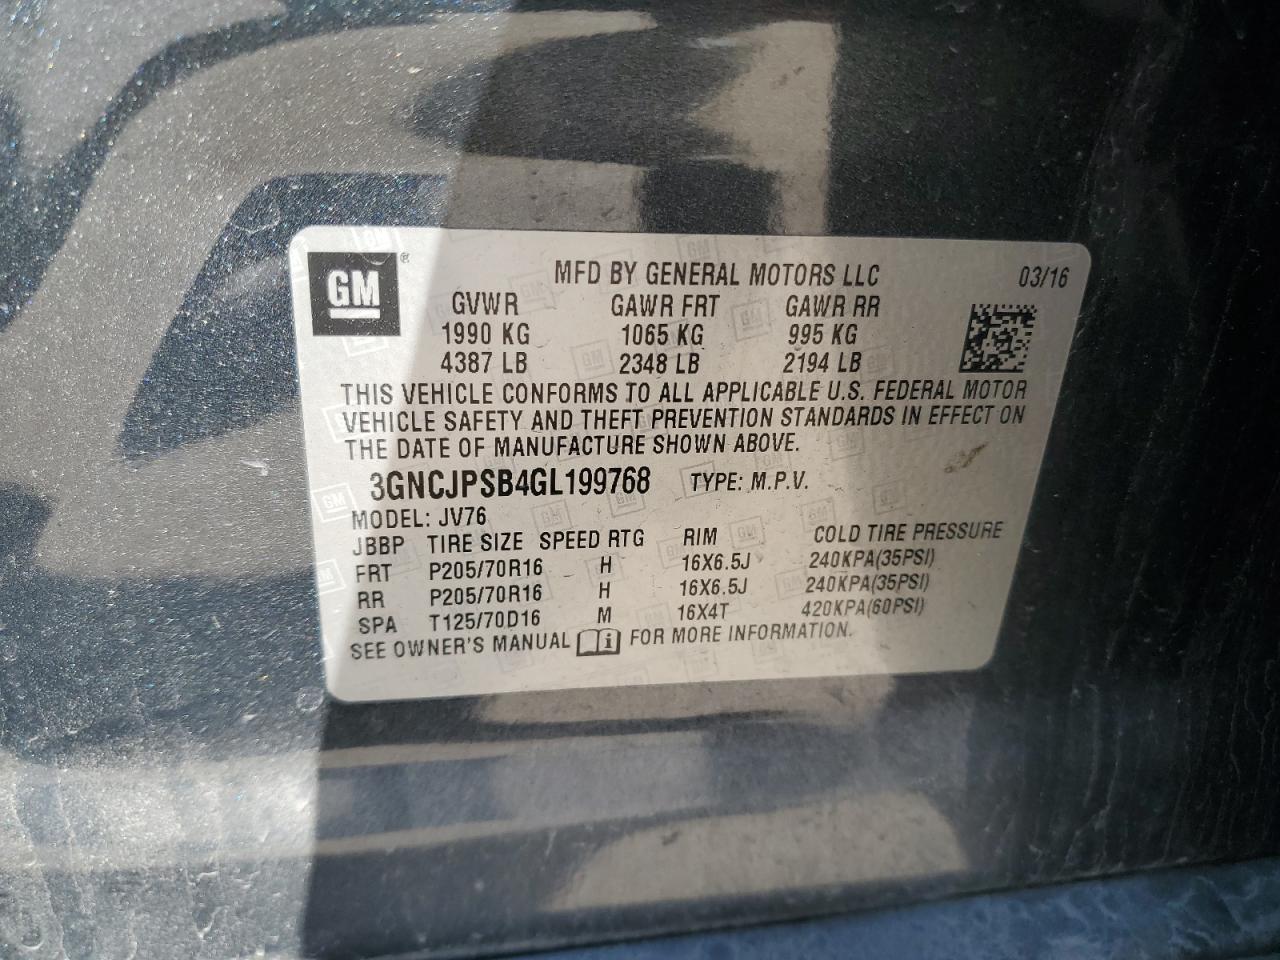 GM ®
MFD BY GENERAL MOTORS LLC 03/16
GVWR GAWR FRT GAWR RR
1990 KG 1065 KG 995 KG
4387 LB 2348 LB 2194 LB
THIS VEHICLE CONFORMS TO ALL APPLICABLE U.S. FEDERAL MOTOR
VEHICLE SAFETY AND THEFT PREVENTION STANDARDS IN EFFECT ON
THE DATE OF MANUFACTURE SHOWN ABOVE.
3GNCJPSB4GL199768 TYPE: M.P.V.
MODEL: JV76
JBBP TIRE SIZE SPEED RTG RIM COLD TIRE PRESSURE
FRT P205/70R16 H 16X6.5J 240KPA(35PSI)
RR P205/70R16 H 16X6.5J 240KPA(35PSI)
SPA T125/70D16 M 16X4T 420KPA(60PSI)
SEE OWNER'S MANUAL i FOR MORE INFORMATION.